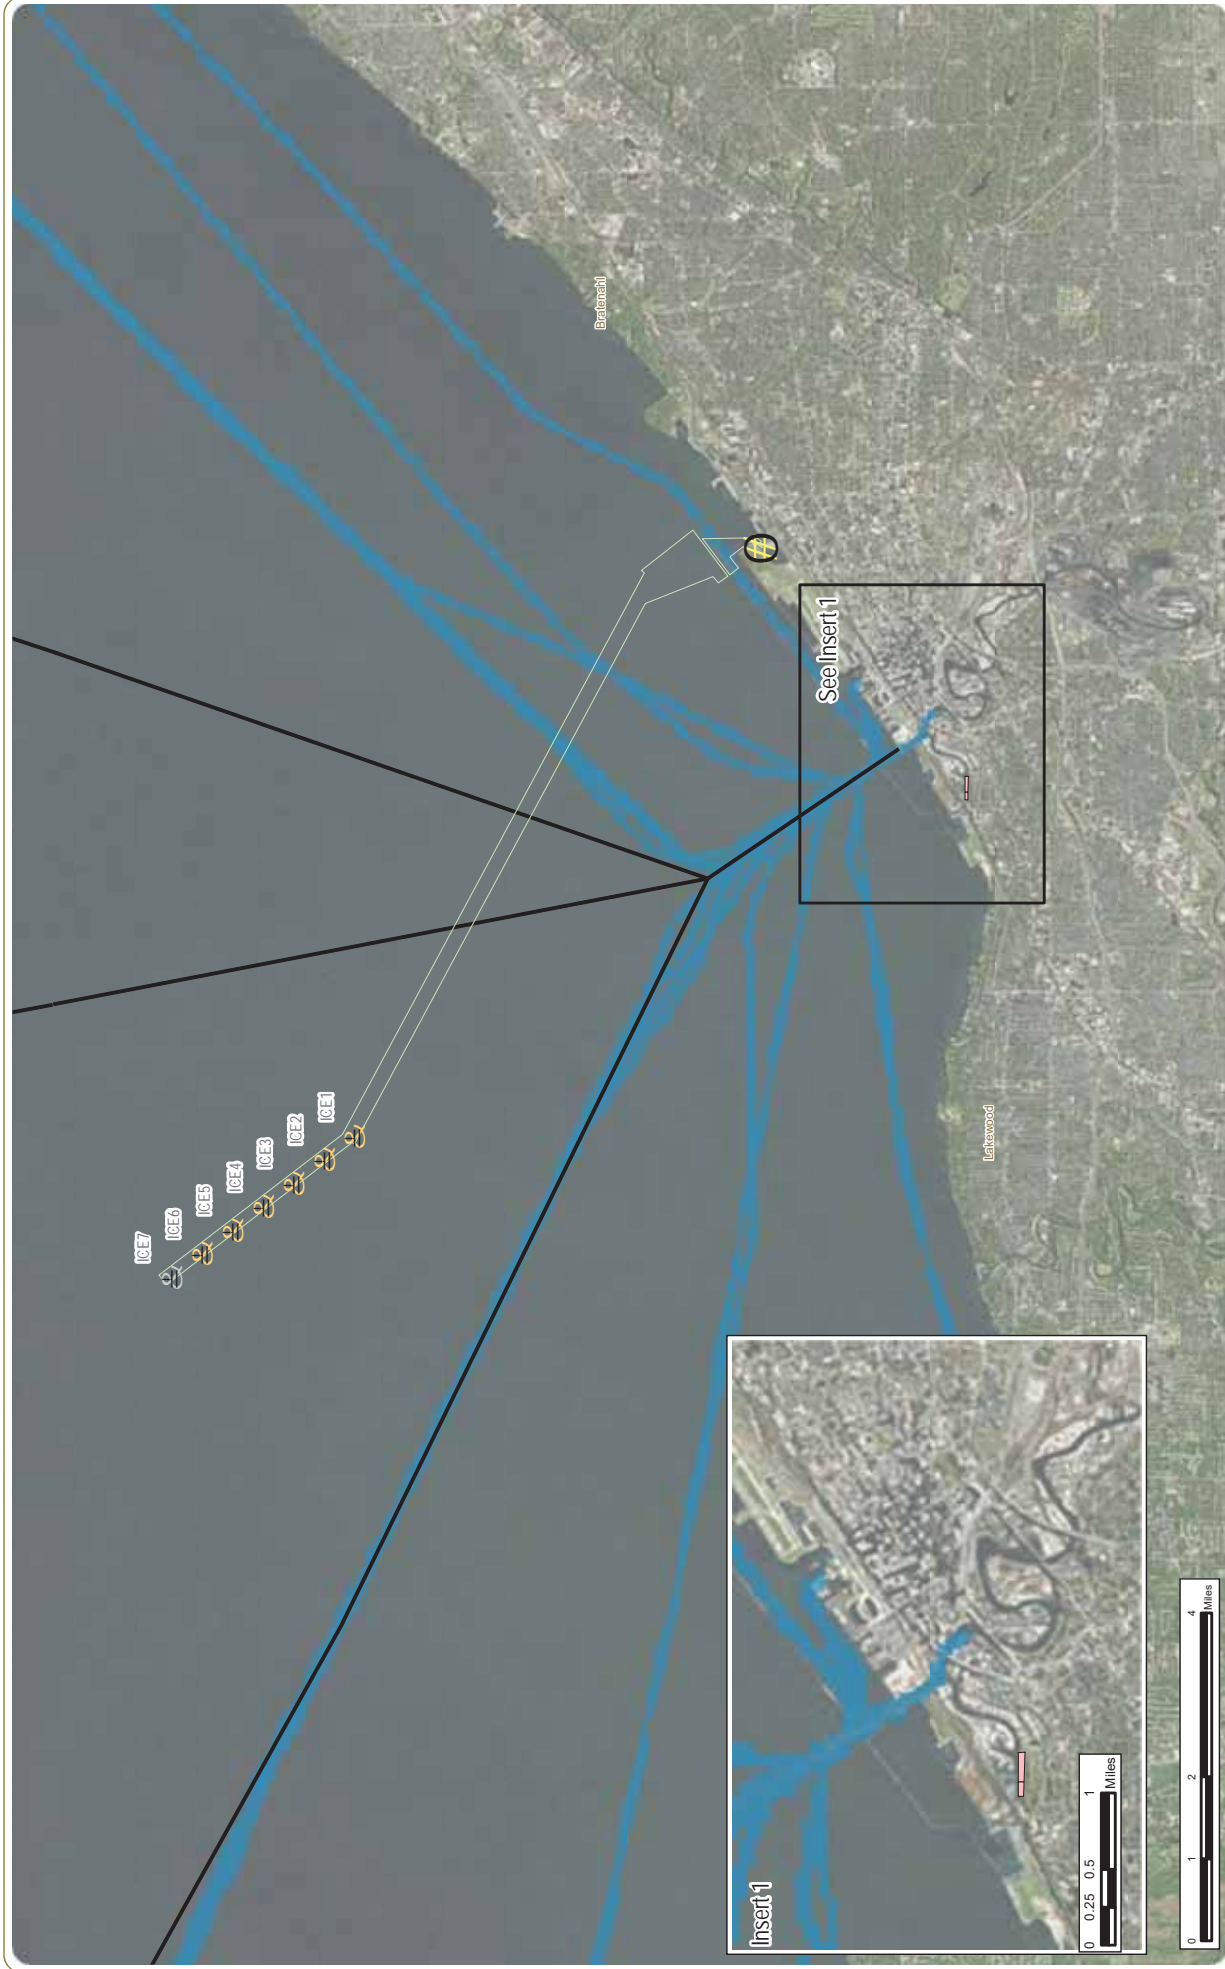 ICE7
ICE6
ICE5
ICE4
ICE3
ICE2
ICE1
Bratenahl
See Insert 1
Lakewood
Insert 1
0 0.25 0.5 1
Miles
0 1 2 4
Miles